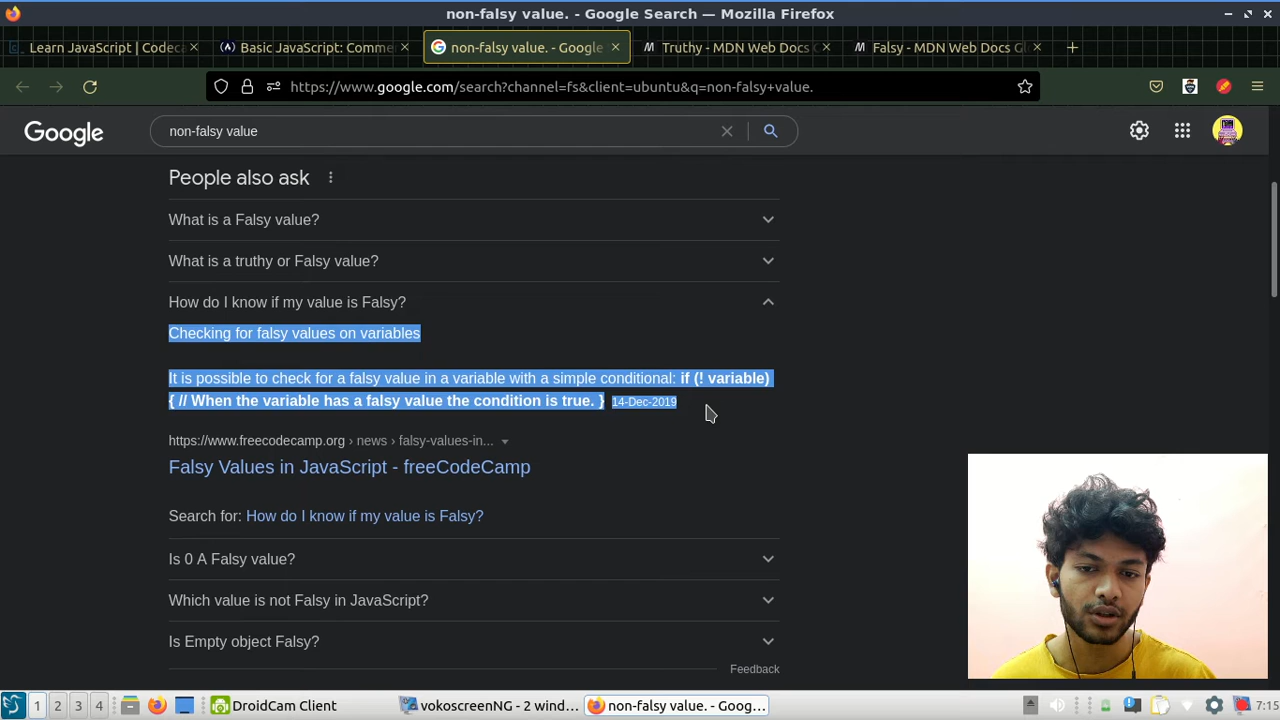 non-falsy value. - Google Search — Mozilla Firefox
Learn JavaScript | Codeca
Basic JavaScript: Comme
non-falsy value. - Google
Truthy - MDN Web Docs
Falsy - MDN Web Docs Gl
https://www.google.com/search?channel=fs&client=ubuntu&q=non-falsy+value.
Google
non-falsy value
People also ask
What is a Falsy value?
What is a truthy or Falsy value?
How do I know if my value is Falsy?
Checking for falsy values on variables
It is possible to check for a falsy value in a variable with a simple conditional: if (! variable)
{ // When the variable has a falsy value the condition is true. } 14-Dec-2019
https://www.freecodecamp.org › news › falsy-values-in...
Falsy Values in JavaScript - freeCodeCamp
Search for: How do I know if my value is Falsy?
Is 0 A Falsy value?
Which value is not Falsy in JavaScript?
Is Empty object Falsy?
Feedback
1 2 3 4
DroidCam Client
vokoscreenNG - 2 wind...
non-falsy value. - Goog...
7:15